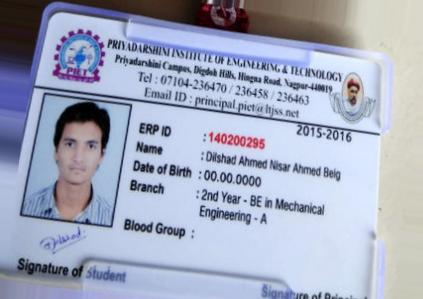 PRIYADARSHINI INSTITUTE OF ENGINEERING & TECHNOLOGY
Priyadarshini Campus, Digdoh Hills, Hingna Road, Nagpur-440019
Tel : 07104-236470 / 236458 / 236463
Email ID : principal.piet@ltjss.net
PIET
2015-2016
ERP ID : 140200295
Name : Dilshad Ahmed Nisar Ahmed Beig
Date of Birth : 00.00.0000
Branch : 2nd Year - BE in Mechanical
Engineering - A
Blood Group :
Signature of Student
Signature of